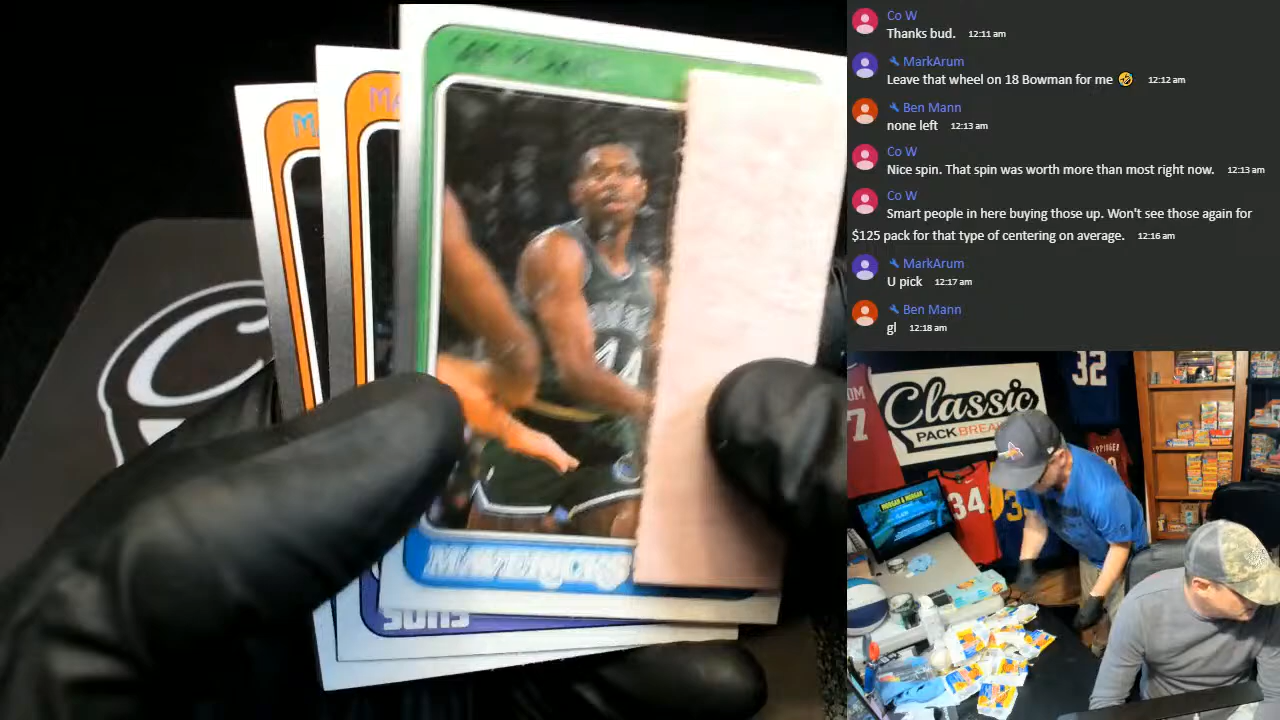 Co W
Thanks bud. 12:11 am
MarkArum
Leave that wheel on 18 Bowman for me 🤣 12:12 am
Ben Mann
none left 12:13 am
Co W
Nice spin. That spin was worth more than most right now. 12:13 am
Co W
Smart people in here buying those up. Won't see those again for
$125 pack for that type of centering on average. 12:16 am
MarkArum
U pick 12:17 am
Ben Mann
gl 12:18 am
MAVERICKS
SUNS
44
32
Classic
PACK BREA
7
34
3